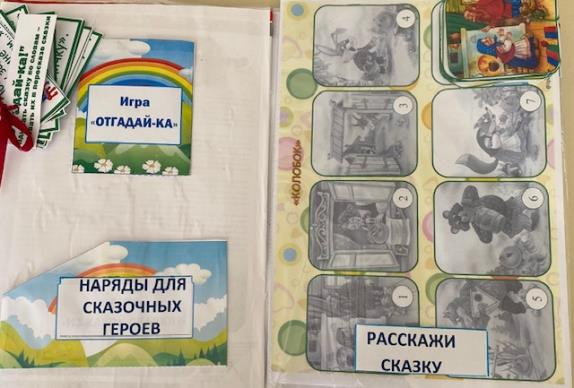 Игра
«ОТГАДАЙ-КА»
НАРЯДЫ ДЛЯ
СКАЗОЧНЫХ
ГЕРОЕВ
«КОЛОБОК»
4
3
2
1
7
6
5
РАССКАЖИ
СКАЗКУ